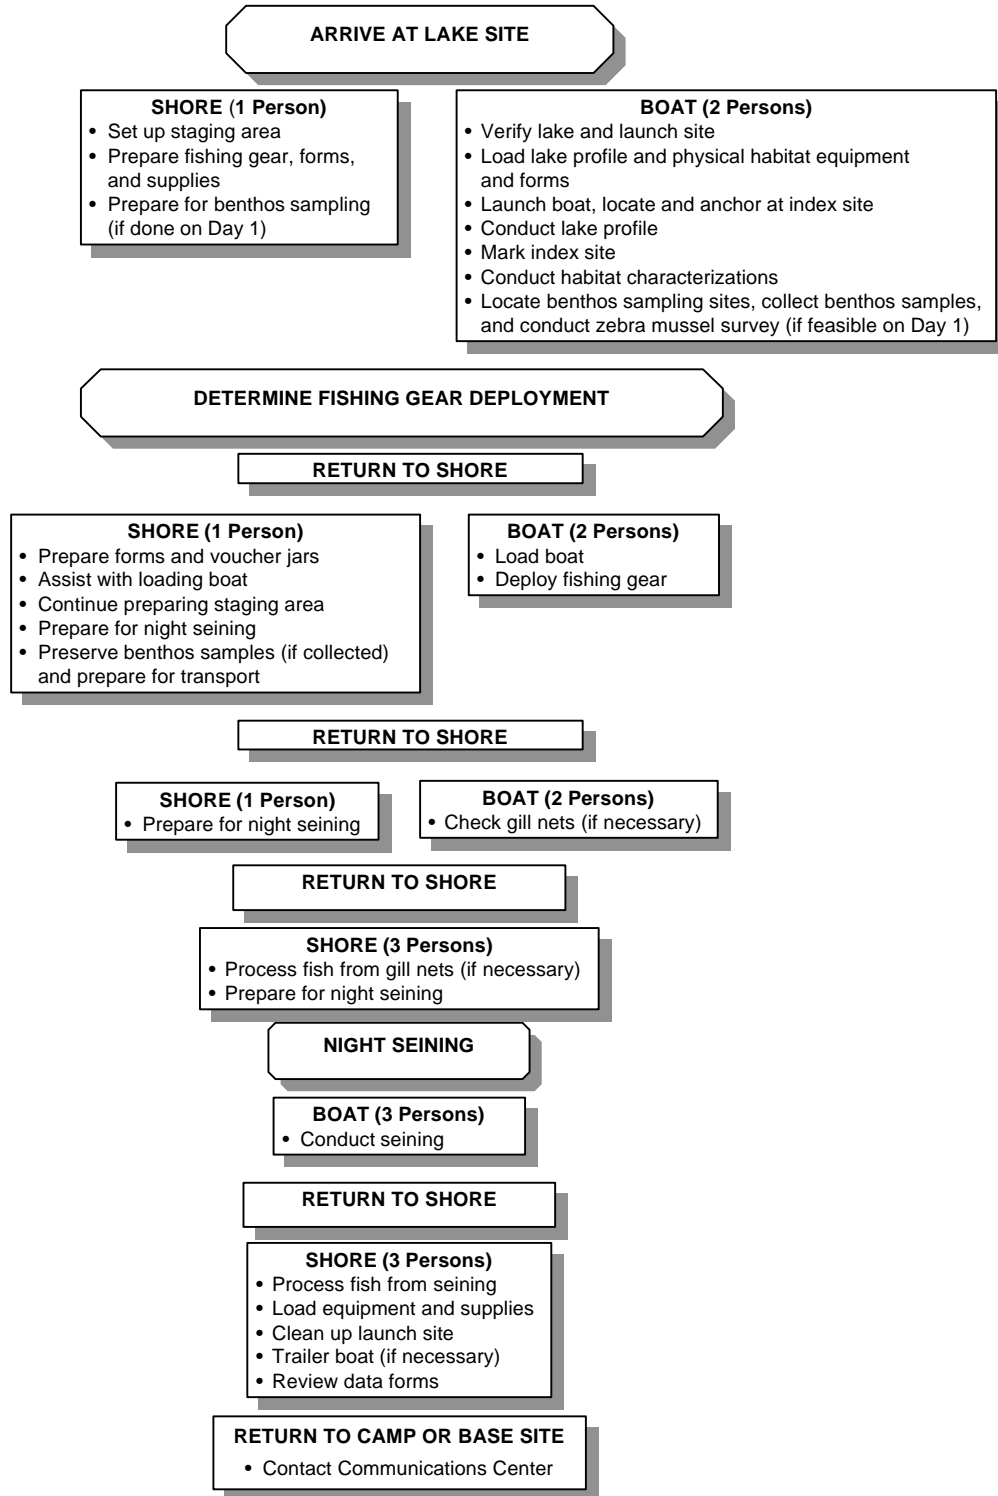 ARRIVE AT LAKE SITE
SHORE (1 Person)
• Set up staging area
• Prepare fishing gear, forms,
and supplies
• Prepare for benthos sampling
(if done on Day 1)
BOAT (2 Persons)
• Verify lake and launch site
• Load lake profile and physical habitat equipment
and forms
• Launch boat, locate and anchor at index site
• Conduct lake profile
• Mark index site
• Conduct habitat characterizations
• Locate benthos sampling sites, collect benthos samples,
and conduct zebra mussel survey (if feasible on Day 1)
DETERMINE FISHING GEAR DEPLOYMENT
RETURN TO SHORE
SHORE (1 Person)
• Prepare forms and voucher jars
• Assist with loading boat
• Continue preparing staging area
• Prepare for night seining
• Preserve benthos samples (if collected)
and prepare for transport
BOAT (2 Persons)
• Load boat
• Deploy fishing gear
RETURN TO SHORE
SHORE (1 Person)
• Prepare for night seining
BOAT (2 Persons)
• Check gill nets (if necessary)
RETURN TO SHORE
SHORE (3 Persons)
• Process fish from gill nets (if necessary)
• Prepare for night seining
NIGHT SEINING
BOAT (3 Persons)
• Conduct seining
RETURN TO SHORE
SHORE (3 Persons)
• Process fish from seining
• Load equipment and supplies
• Clean up launch site
• Trailer boat (if necessary)
• Review data forms
RETURN TO CAMP OR BASE SITE
• Contact Communications Center